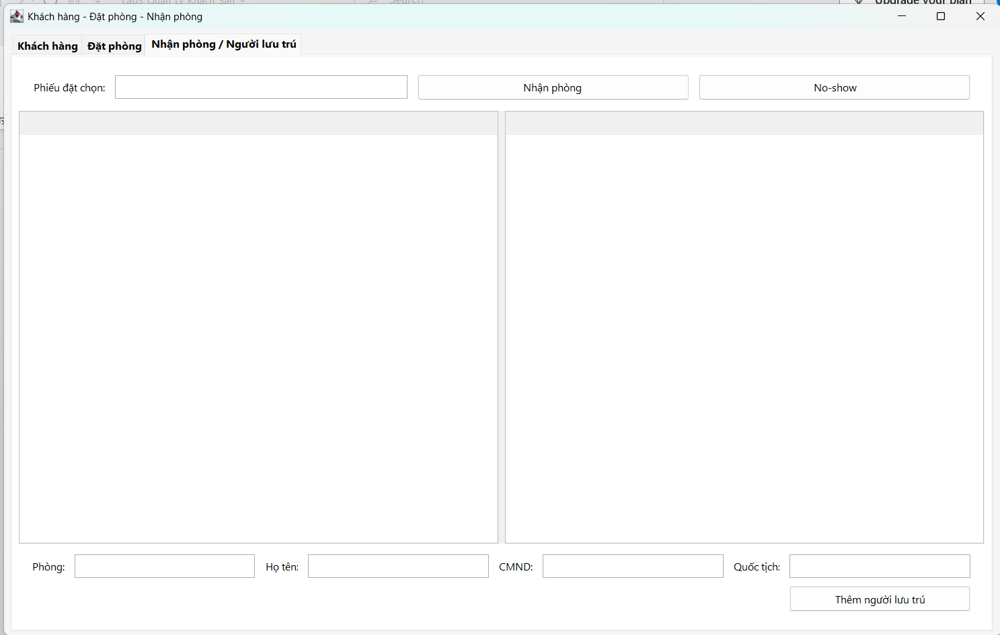 Khách hàng - Đặt phòng - Nhận phòng
Khách hàng Đặt phòng Nhận phòng / Người lưu trú
Phiếu đặt chọn: Nhận phòng No-show
Phòng: Họ tên: CMND: Quốc tịch:
Thêm người lưu trú